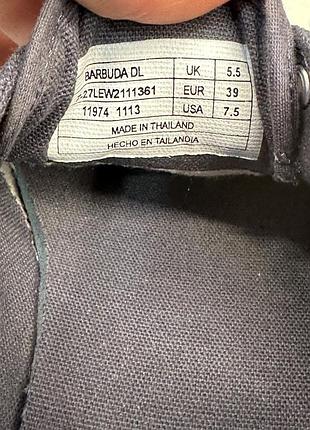 BARBUDA DL UK 5.5
27LEW2111361 EUR 39
11974 1113 USA 7.5
MADE IN THAILAND
HECHO EN TAILANDIA